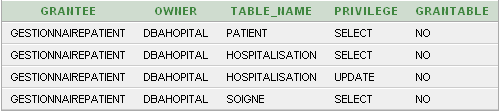 GRANTEE OWNER TABLE_NAME PRIVILEGE GRANTABLE
GESTIONNAIREPATIENT DBAHOPITAL PATIENT SELECT NO
GESTIONNAIREPATIENT DBAHOPITAL HOSPITALISATION SELECT NO
GESTIONNAIREPATIENT DBAHOPITAL HOSPITALISATION UPDATE NO
GESTIONNAIREPATIENT DBAHOPITAL SOIGNE SELECT NO